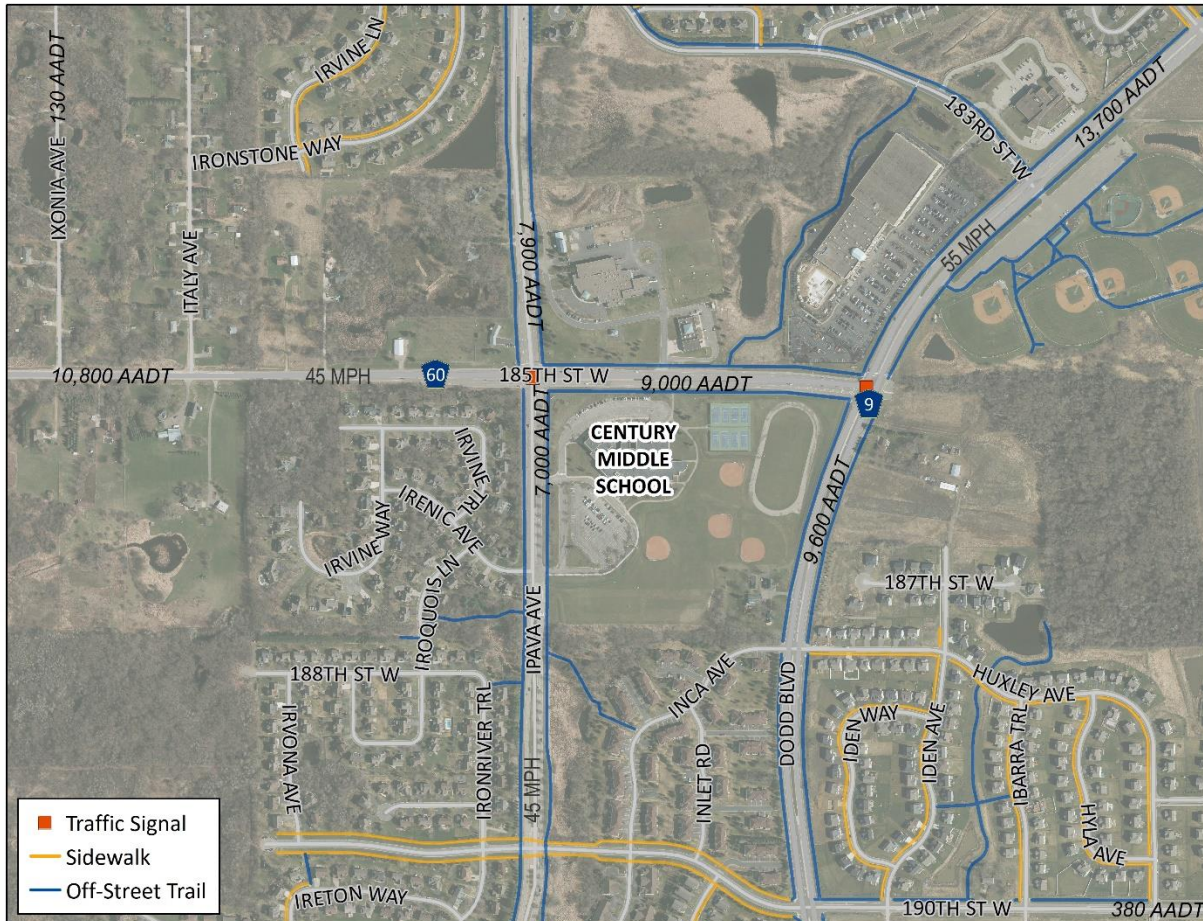 IXONIA AVE
130 AADT
ITALY AVE
IRVINE LN
IRONSTONE WAY
7,900 AADT
183RD ST W
13,700 AADT
55 MPH
10,800 AADT
45 MPH
60
185TH ST W
9,000 AADT
9
7,000 AADT
CENTURY
MIDDLE
SCHOOL
IRVINE TRL
IRENIC AVE
IRVINE WAY
IROQUOIS LN
9,600 AADT
187TH ST W
IPAVA AVE
188TH ST W
IRVONIA AVE
IRONRIVER TRL
INCA AVE
INLET RD
DODD BLVD
IDEN WAY
IDEN AVE
HUXLEY AVE
IBARRA TRL
HYLA AVE
45 MPH
IRETON WAY
190TH ST W
380 AADT
Traffic Signal
Sidewalk
Off-Street Trail